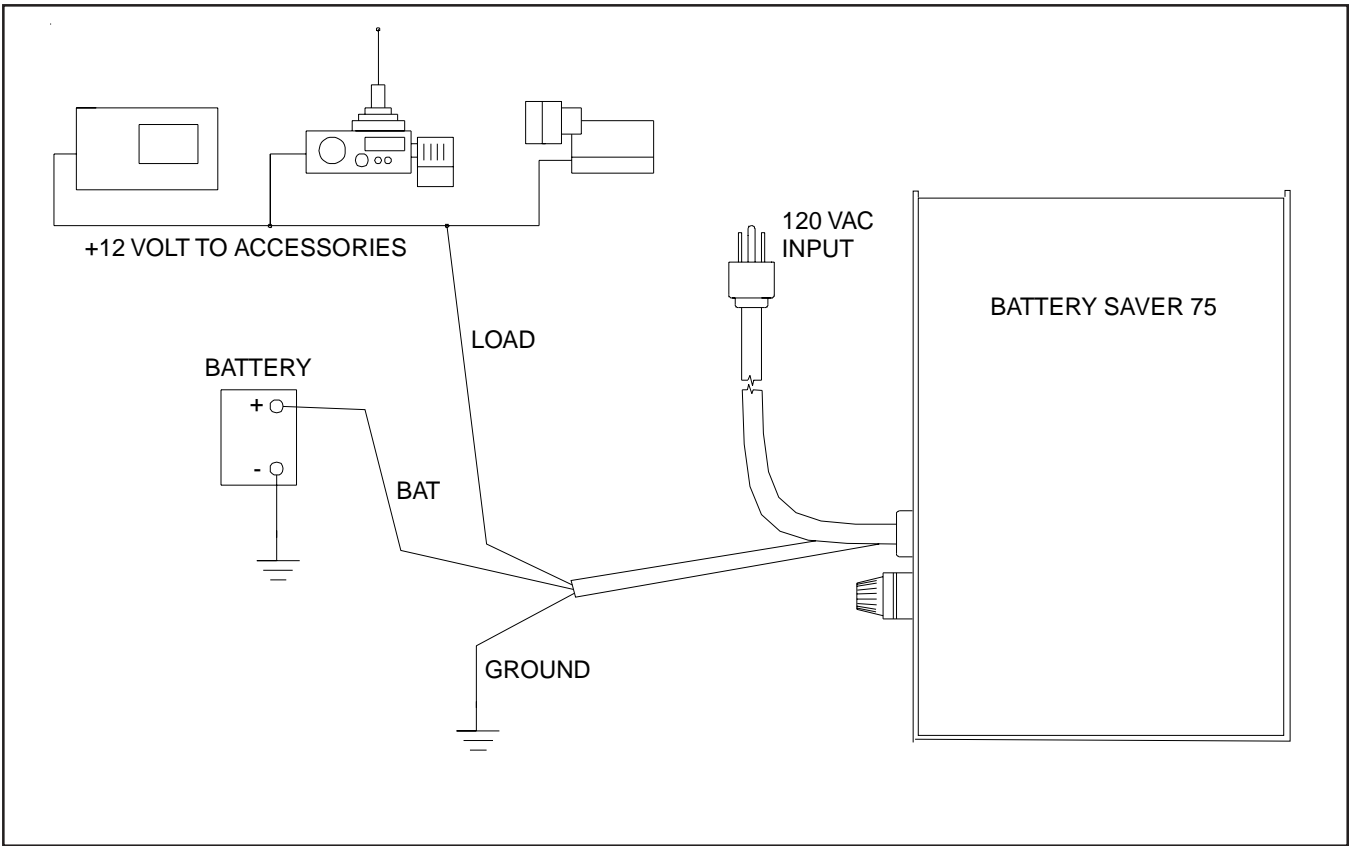 +12 VOLT TO ACCESSORIES
120 VAC
INPUT
BATTERY SAVER 75
LOAD
BATTERY
+
-
BAT
GROUND